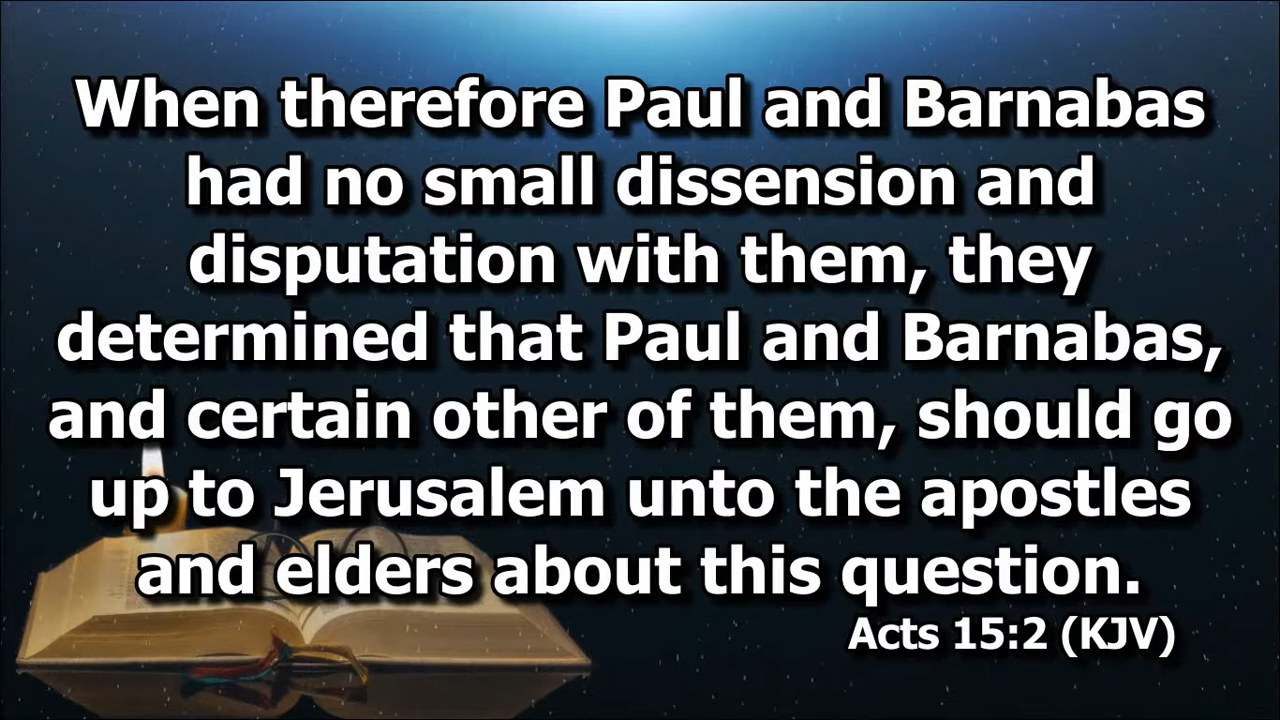 When therefore Paul and Barnabas
had no small dissension and
disputation with them, they
determined that Paul and Barnabas,
and certain other of them, should go
up to Jerusalem unto the apostles
and elders about this question.
Acts 15:2 (KJV)